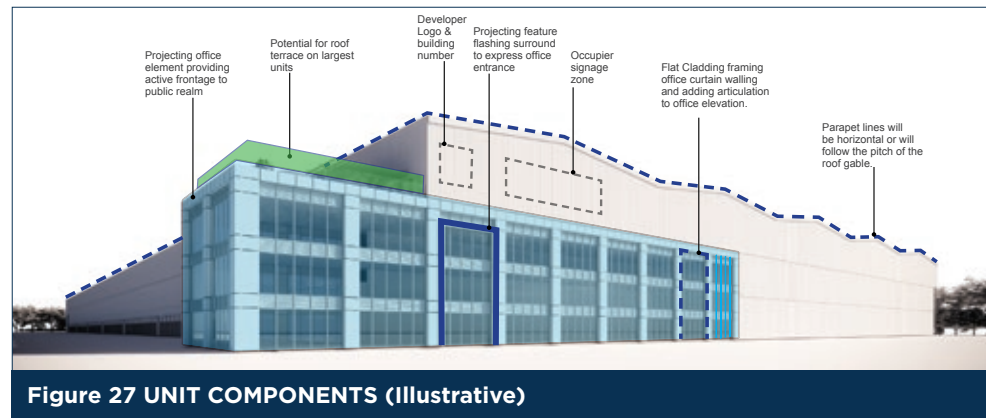 Projecting office
element providing
active frontage to
public realm
Potential for roof
terrace on largest
units
Developer
Logo &
building
number
Projecting feature
flashing surround
to express office
entrance
Occupier
signage
zone
Flat Cladding framing
office curtain walling
and adding articulation
to office elevation.
Parapet lines will
be horizontal or will
follow the pitch of the
roof gable.
Figure 27 UNIT COMPONENTS (Illustrative)